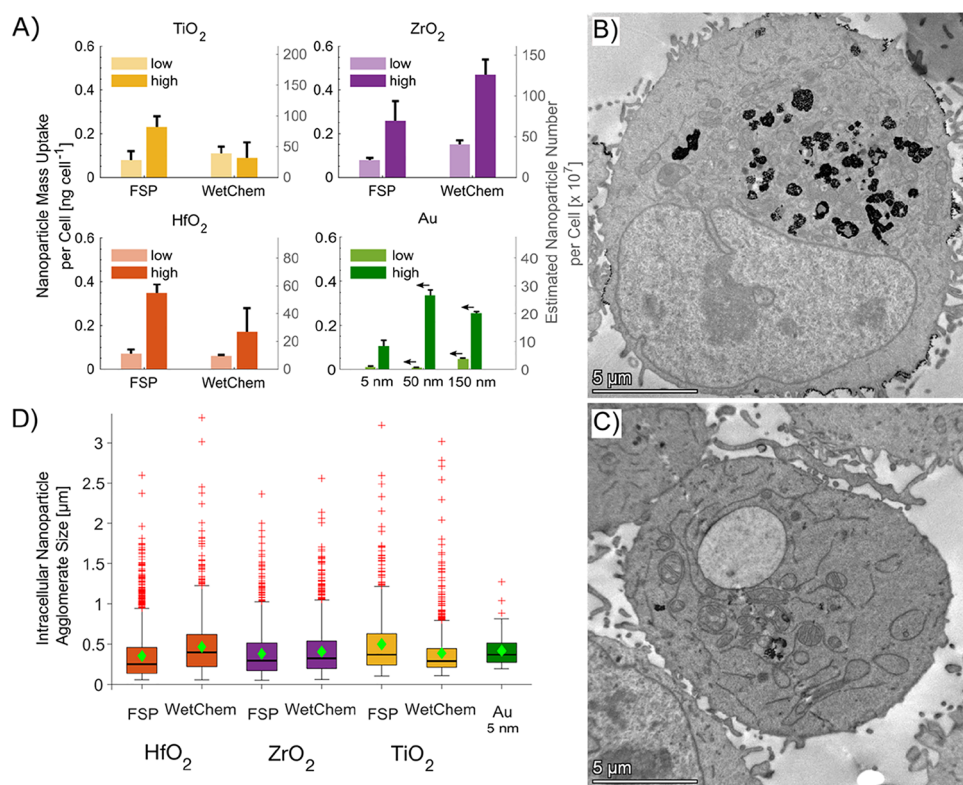 A)
TiO2
ZrO2
0.6
0.4
0.2
0
low
high
200
150
100
50
0
FSP
WetChem
0.6
0.4
0.2
0
low
high
150
100
50
0
FSP
WetChem
Nanoparticle Mass Uptake
per Cell [ng cell-1]
Estimated Nanoparticle Number
per Cell [x 10^7]
HfO2
Au
0.6
0.4
0.2
0
low
high
80
60
40
20
0
FSP
WetChem
0.6
0.4
0.2
0
low
high
40
30
20
10
0
5 nm
50 nm
150 nm
B)
5 µm
C)
5 µm
D)
Intracellular Nanoparticle
Agglomerate Size [µm]
3
2.5
2
1.5
1
0.5
0
FSP WetChem FSP WetChem FSP WetChem Au
5 nm
HfO2 ZrO2 TiO2